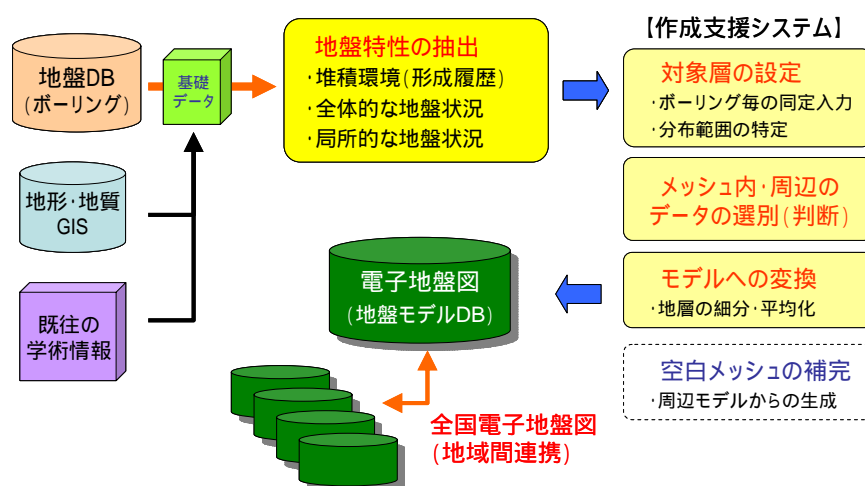 地盤DB
(ボーリング)
基礎
データ
地盤特性の抽出
・堆積環境(形成履歴)
・全体的な地盤状況
・局所的な地盤状況
【作成支援システム】
対象層の設定
・ボーリング毎の同定入力
・分布範囲の特定
メッシュ内・周辺の
データの選別(判断)
モデルへの変換
・地層の細分・平均化
空白メッシュの補完
・周辺モデルからの生成
地形・地質
GIS
既往の
学術情報
電子地盤図
(地盤モデルDB)
全国電子地盤図
(地域間連携)